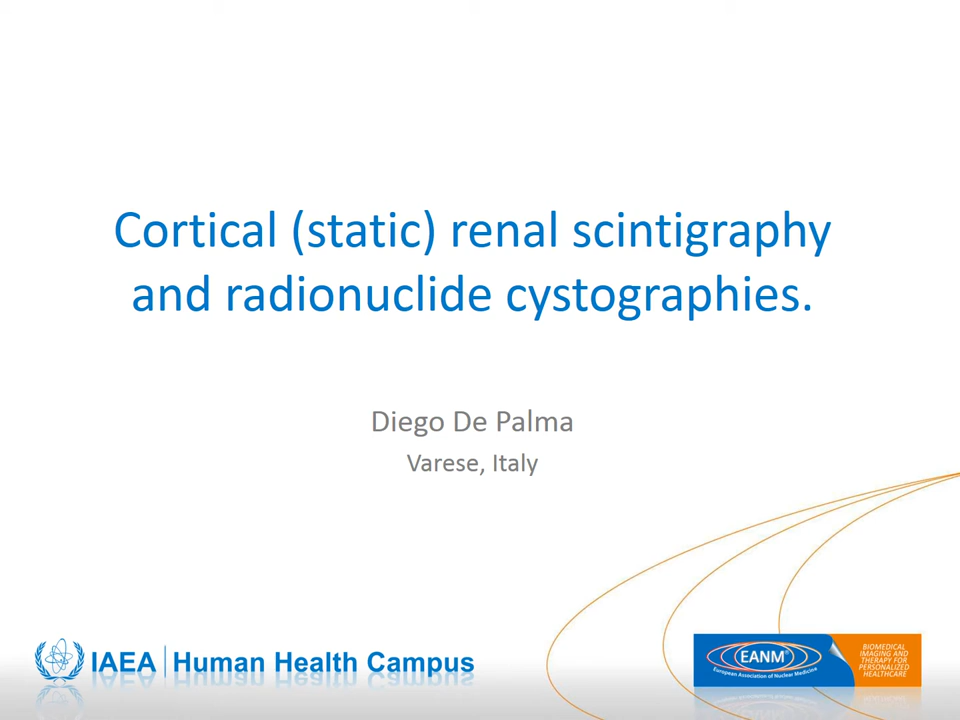 Cortical (static) renal scintigraphy
and radionuclide cystographies.
Diego De Palma
Varese, Italy
IAEA | Human Health Campus
EANM®
European Association of Nuclear Medicine
BIOMEDICAL
IMAGING AND
THERAPY FOR
PERSONALIZED
HEALTHCARE